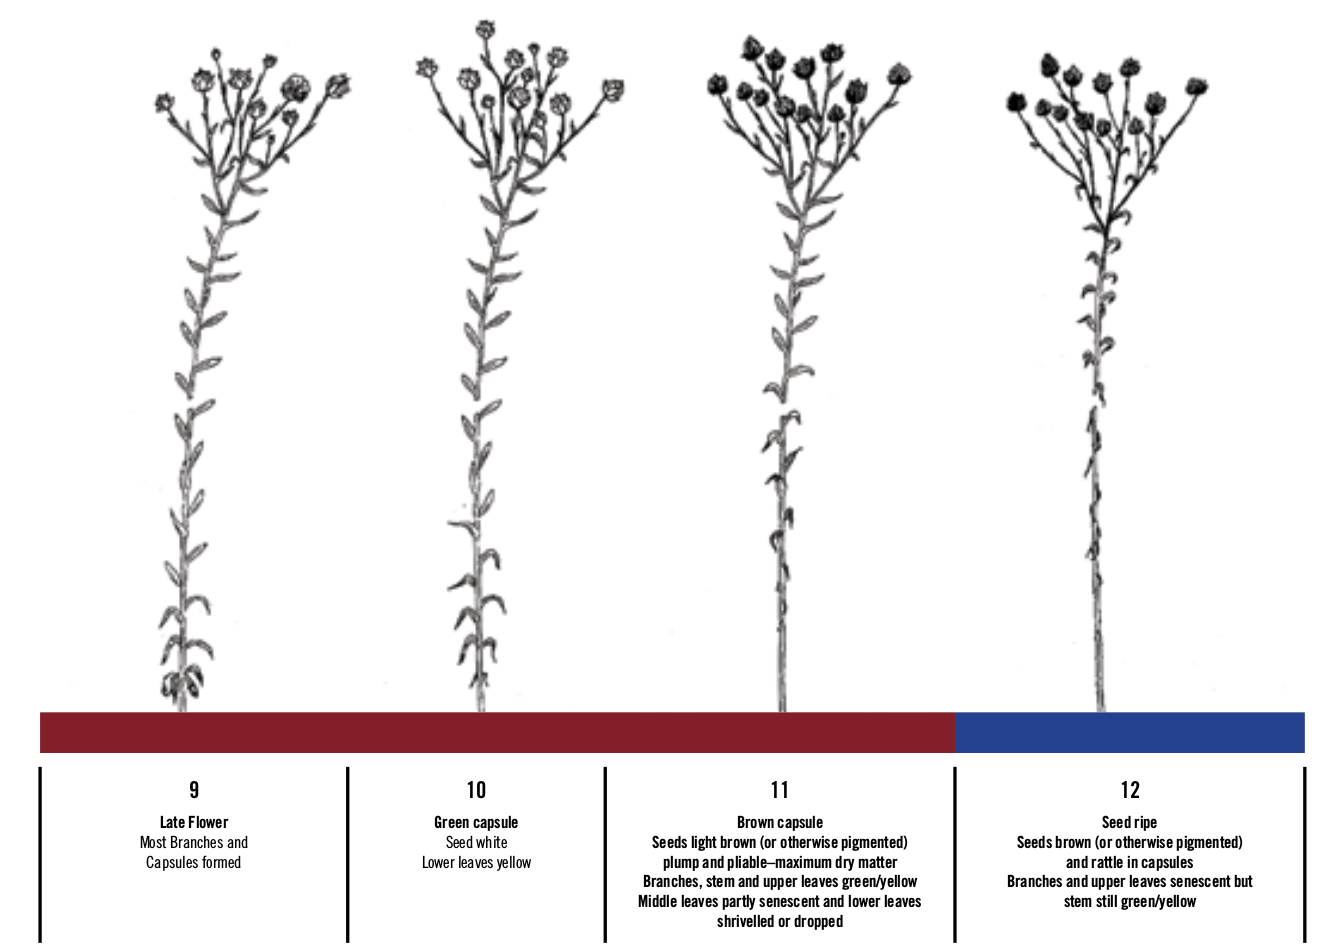 9
Late Flower
Most Branches and
Capsules formed
10
Green capsule
Seed white
Lower leaves yellow
11
Brown capsule
Seeds light brown (or otherwise pigmented)
plump and pliable–maximum dry matter
Branches, stem and upper leaves green/yellow
Middle leaves partly senescent and lower leaves
shrivelled or dropped
12
Seed ripe
Seeds brown (or otherwise pigmented)
and rattle in capsules
Branches and upper leaves senescent but
stem still green/yellow